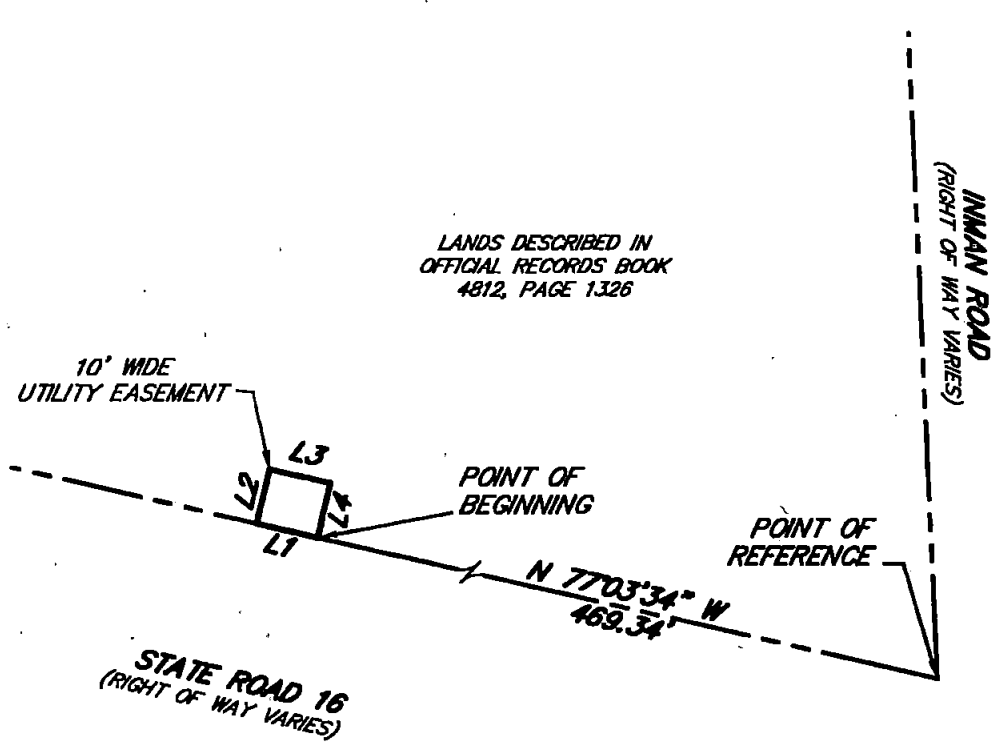 INMAN ROAD
(RIGHT OF WAY VARIES)
LANDS DESCRIBED IN
OFFICIAL RECORDS BOOK
4812, PAGE 1326
10' WIDE
UTILITY EASEMENT
L3
L2
L4
L1
POINT OF
BEGINNING
POINT OF
REFERENCE
N 77°03'34" W
469.34'
STATE ROAD 16
(RIGHT OF WAY VARIES)